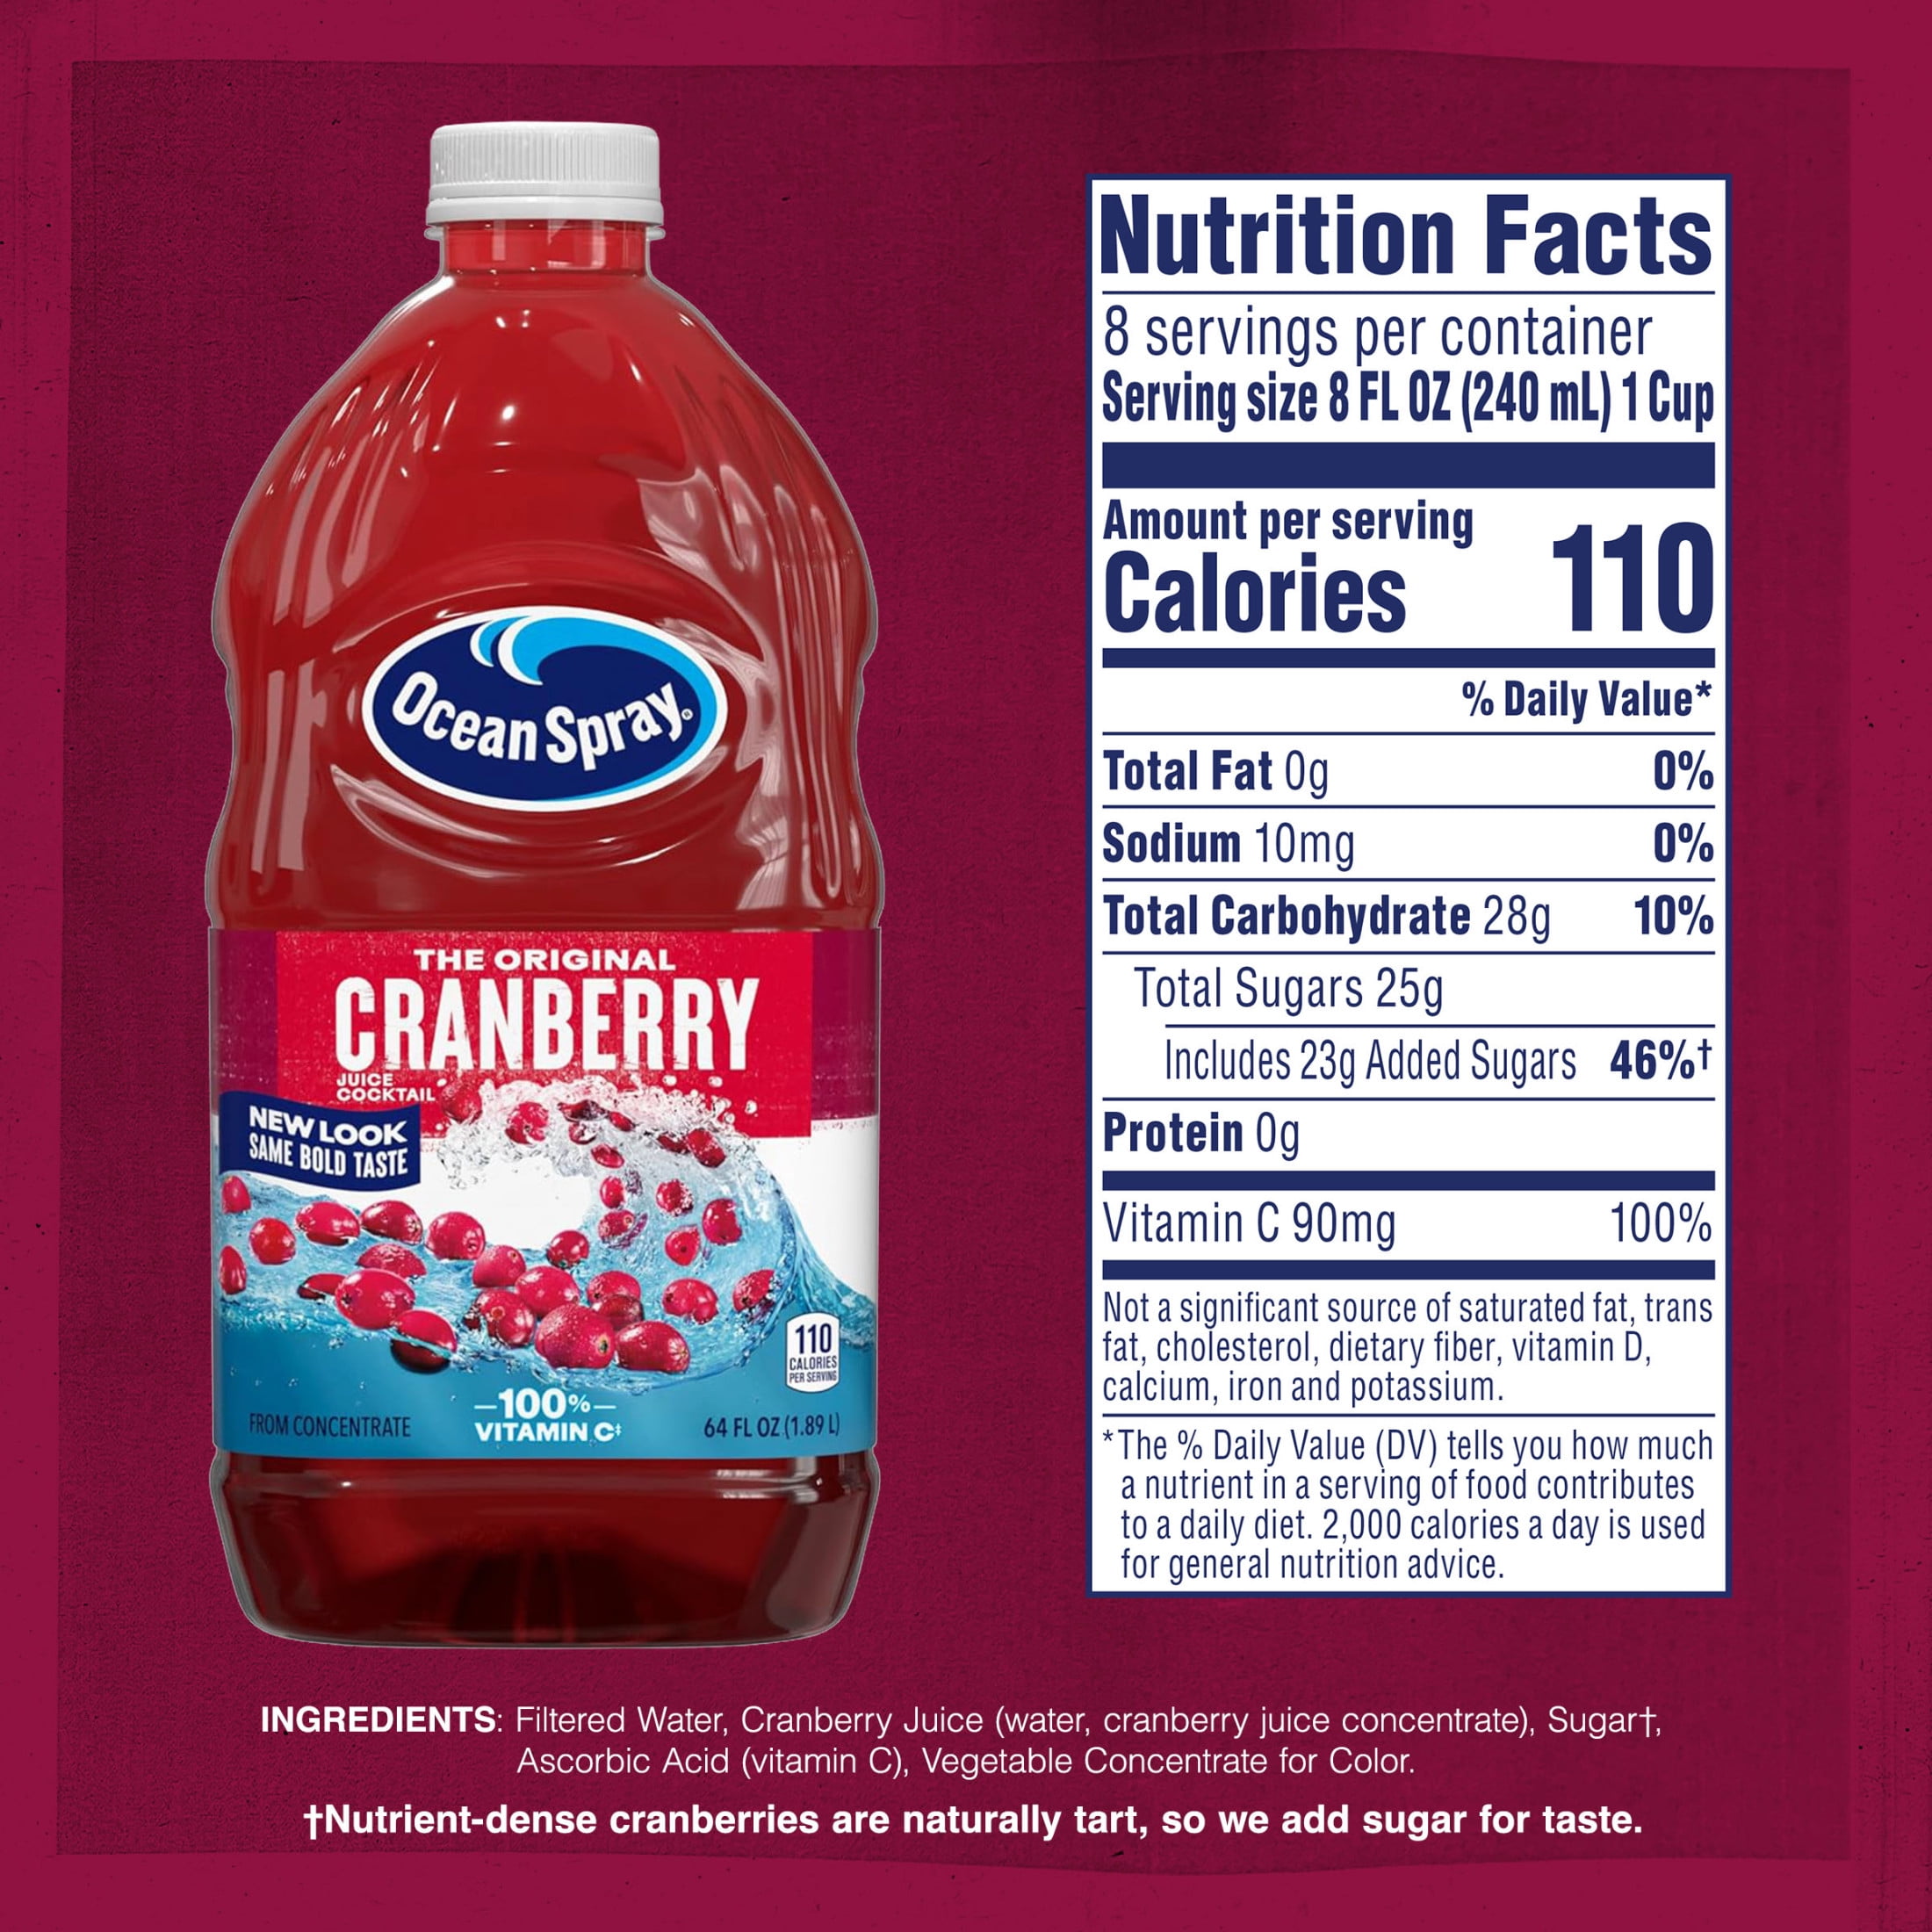 Ocean Spray®
THE ORIGINAL
CRANBERRY
JUICE
COCKTAIL
NEW LOOK
SAME BOLD TASTE
110
CALORIES
PER SERVING
FROM CONCENTRATE
—100%—
VITAMIN C‡
64 FL OZ (1.89 L)
Nutrition Facts
8 servings per container
Serving size 8 FL OZ (240 mL) 1 Cup
Amount per serving
Calories 110
% Daily Value*
Total Fat 0g 0%
Sodium 10mg 0%
Total Carbohydrate 28g 10%
Total Sugars 25g
Includes 23g Added Sugars 46%†
Protein 0g
Vitamin C 90mg 100%
Not a significant source of saturated fat, trans
fat, cholesterol, dietary fiber, vitamin D,
calcium, iron and potassium.
*The % Daily Value (DV) tells you how much
a nutrient in a serving of food contributes
to a daily diet. 2,000 calories a day is used
for general nutrition advice.
INGREDIENTS: Filtered Water, Cranberry Juice (water, cranberry juice concentrate), Sugar†,
Ascorbic Acid (vitamin C), Vegetable Concentrate for Color.
†Nutrient-dense cranberries are naturally tart, so we add sugar for taste.